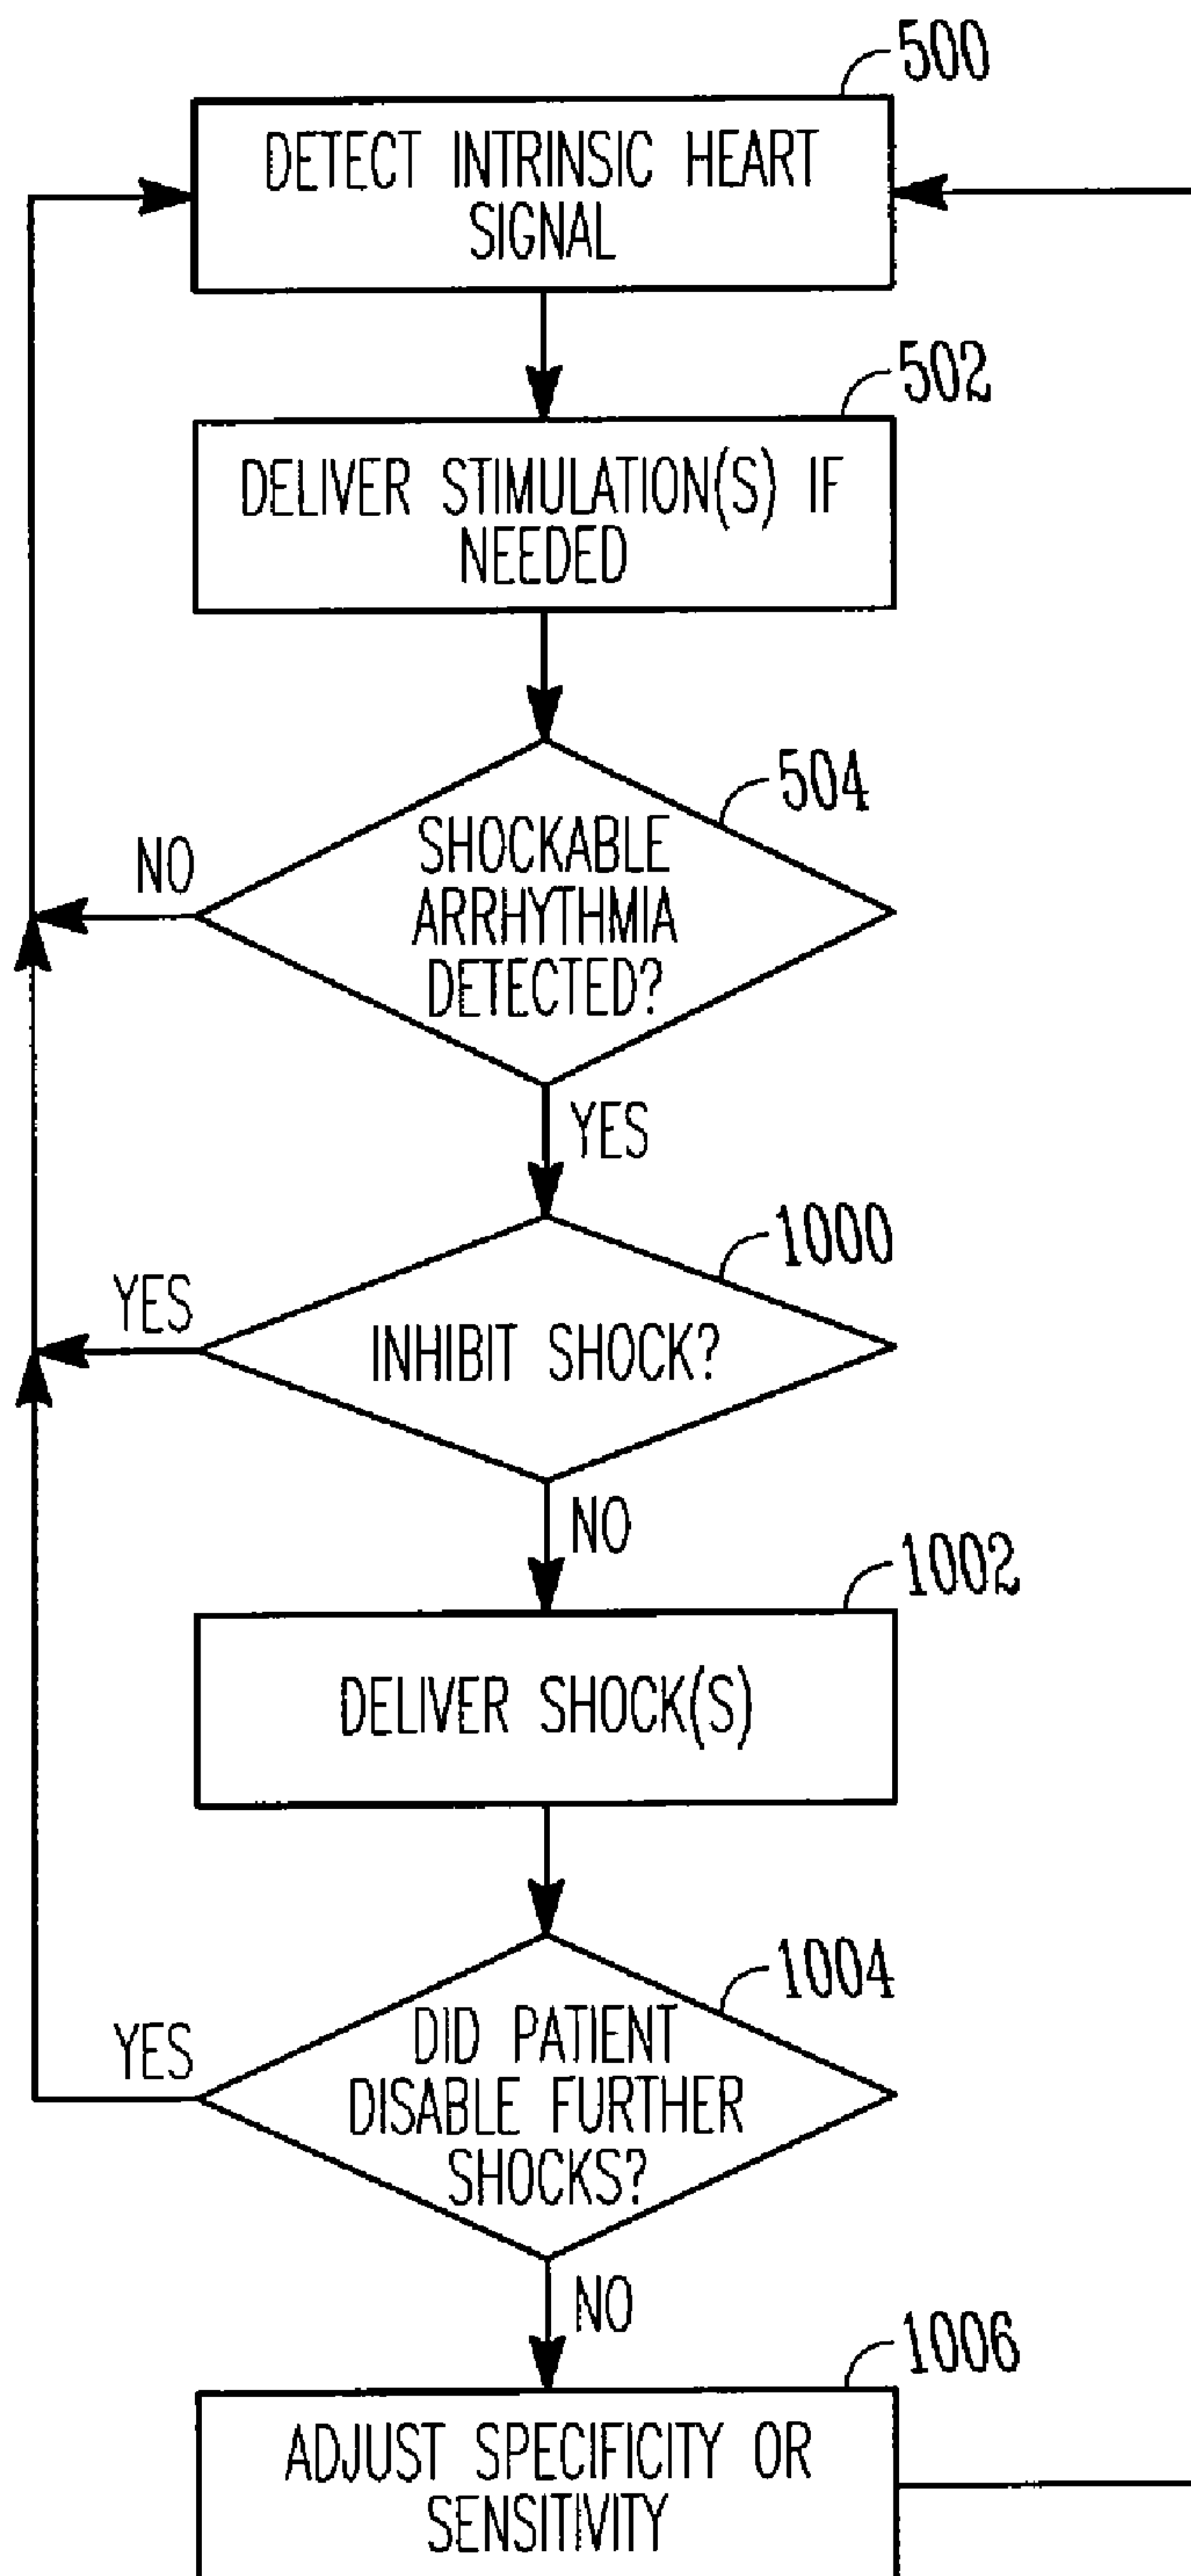 500
DETECT INTRINSIC HEART
SIGNAL
502
DELIVER STIMULATION(S) IF
NEEDED
504
SHOCKABLE
ARRHYTHMIA
DETECTED?
NO
YES
1000
INHIBIT SHOCK?
YES
NO
1002
DELIVER SHOCK(S)
1004
DID PATIENT
DISABLE FURTHER
SHOCKS?
YES
NO
1006
ADJUST SPECIFICITY OR
SENSITIVITY